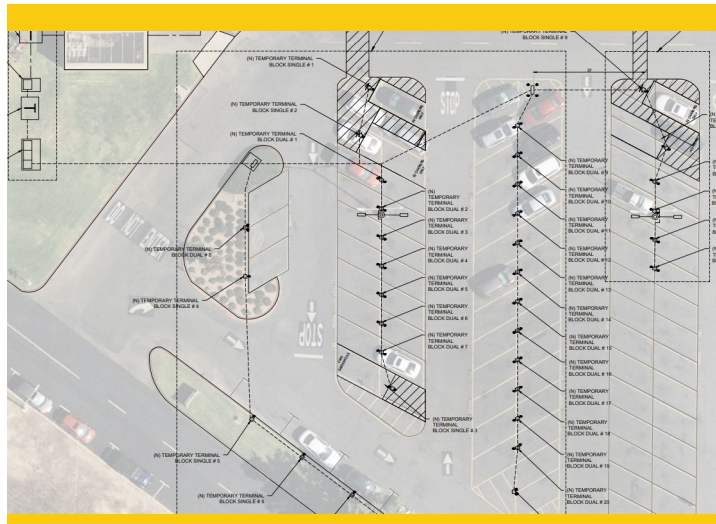 (N) TEMPORARY TERMINAL
BLOCK SINGLE # 9
(N) TEMPORARY TERMINAL
BLOCK SINGLE # 1
(N) TEMPORARY TERMINAL
BLOCK SINGLE # 2
(N) TEMPORARY TERMINAL
BLOCK DUAL # 1
STOP
(N)
TEMPORARY
TERMINAL
BLOCK DUAL # 2
(N) TEMPORARY
TERMINAL
BLOCK DUAL # 3
(N) TEMPORARY
TERMINAL
BLOCK DUAL # 4
(N) TEMPORARY
TERMINAL
BLOCK DUAL # 5
(N) TEMPORARY
TERMINAL
BLOCK DUAL # 6
(N) TEMPORARY
TERMINAL
BLOCK DUAL # 7
(N) TEMPORARY
TERMINAL
BLOCK SINGLE # 3
(N) TEMPORARY
TERMINAL
BLOCK DUAL # 9
(N) TEMPORARY
TERMINAL
BLOCK DUAL # 10
(N) TEMPORARY
TERMINAL
BLOCK DUAL # 11
(N) TEMPORARY
TERMINAL
BLOCK DUAL # 12
(N) TEMPORARY
TERMINAL
BLOCK DUAL # 13
(N) TEMPORARY
TERMINAL
BLOCK DUAL # 14
(N) TEMPORARY
TERMINAL
BLOCK DUAL # 15
(N) TEMPORARY
TERMINAL
BLOCK DUAL # 16
(N) TEMPORARY
TERMINAL
BLOCK DUAL # 17
(N) TEMPORARY
TERMINAL
BLOCK DUAL # 18
(N) TEMPORARY
TERMINAL
BLOCK DUAL # 19
(N) TEMPORARY
TERMINAL
BLOCK DUAL # 20
DO NOT ENTER
(N) TEMPORARY TERMINAL
BLOCK DUAL # 8
(N) TEMPORARY TERMINAL
BLOCK SINGLE # 4
STOP
(N) TEMPORARY TERMINAL
BLOCK SINGLE # 5
(N) TEMPORARY TERMINAL
BLOCK SINGLE # 6